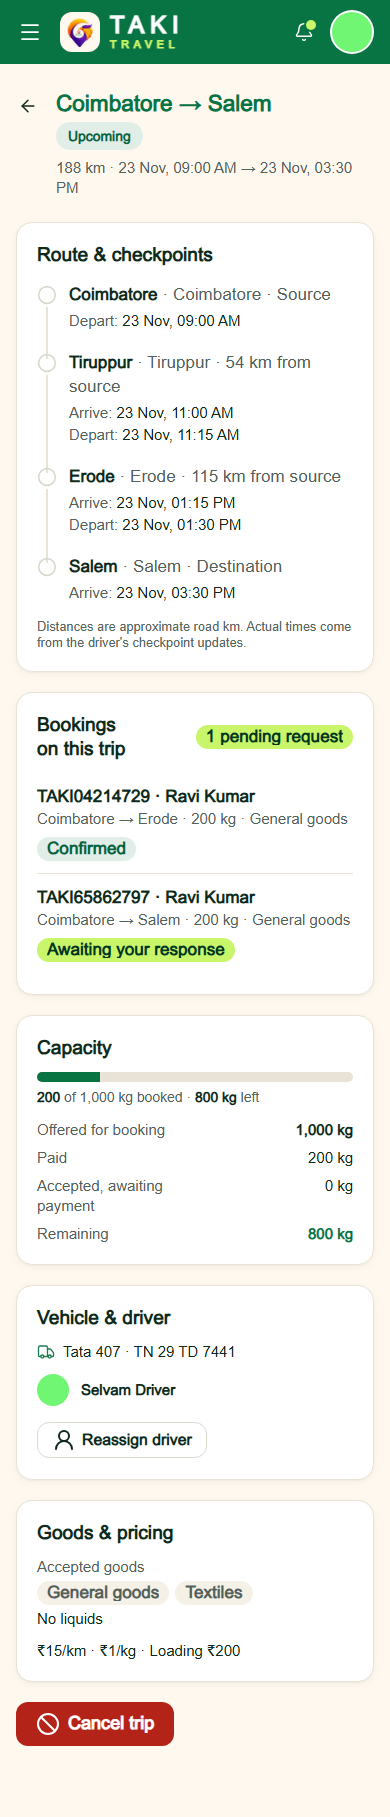 TAKI
TRAVEL
Coimbatore → Salem
Upcoming
188 km · 23 Nov, 09:00 AM → 23 Nov, 03:30
PM
Route & checkpoints
Coimbatore · Coimbatore · Source
Depart: 23 Nov, 09:00 AM
Tiruppur · Tiruppur · 54 km from
source
Arrive: 23 Nov, 11:00 AM
Depart: 23 Nov, 11:15 AM
Erode · Erode · 115 km from source
Arrive: 23 Nov, 01:15 PM
Depart: 23 Nov, 01:30 PM
Salem · Salem · Destination
Arrive: 23 Nov, 03:30 PM
Distances are approximate road km. Actual times come
from the driver's checkpoint updates.
Bookings
on this trip
1 pending request
TAKI04214729 · Ravi Kumar
Coimbatore → Erode · 200 kg · General goods
Confirmed
TAKI65862797 · Ravi Kumar
Coimbatore → Salem · 200 kg · General goods
Awaiting your response
Capacity
200 of 1,000 kg booked · 800 kg left
Offered for booking 1,000 kg
Paid 200 kg
Accepted, awaiting
payment 0 kg
Remaining 800 kg
Vehicle & driver
Tata 407 · TN 29 TD 7441
Selvam Driver
Reassign driver
Goods & pricing
Accepted goods
General goods Textiles
No liquids
₹15/km · ₹1/kg · Loading ₹200
Cancel trip